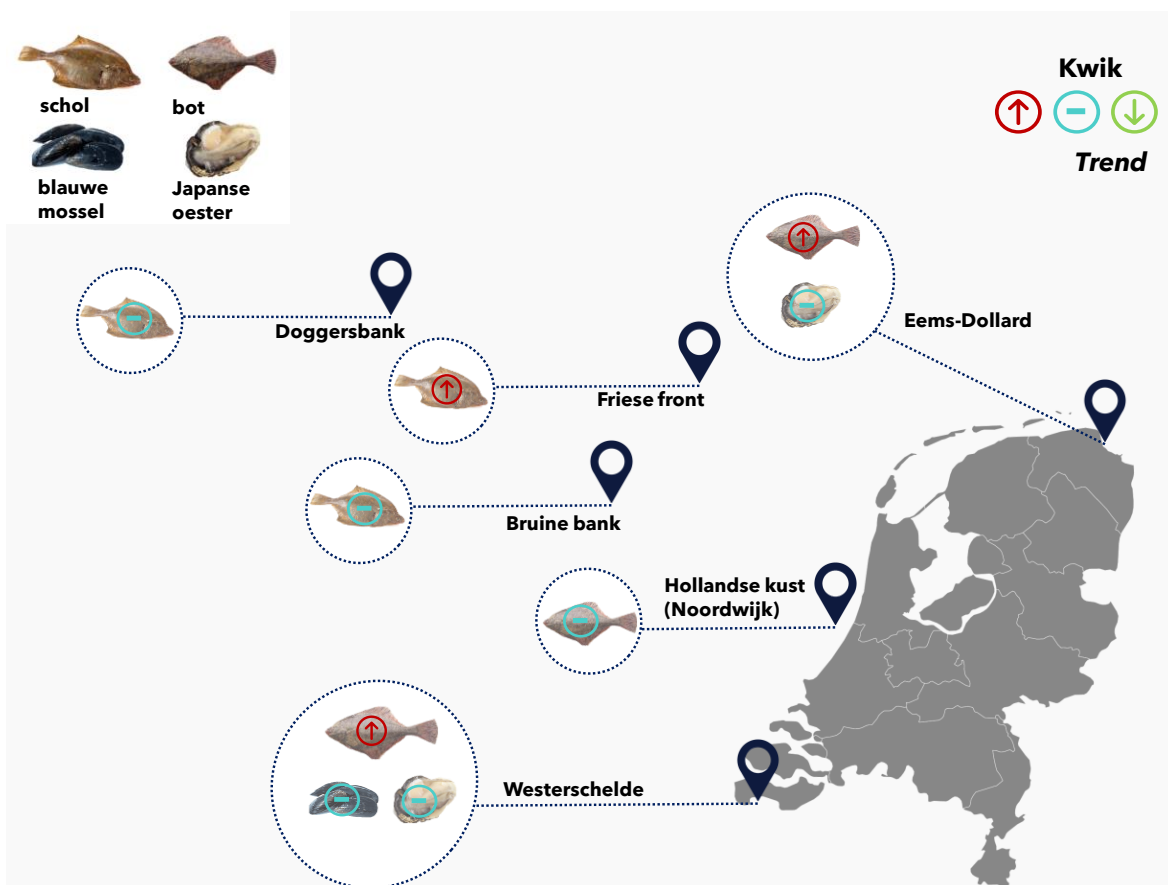 schol
bot
blauwe
mossel
Japanse
oester
Kwik
Trend
Doggersbank
Friese front
Eems-Dollard
Bruine bank
Hollandse kust
(Noordwijk)
Westerschelde